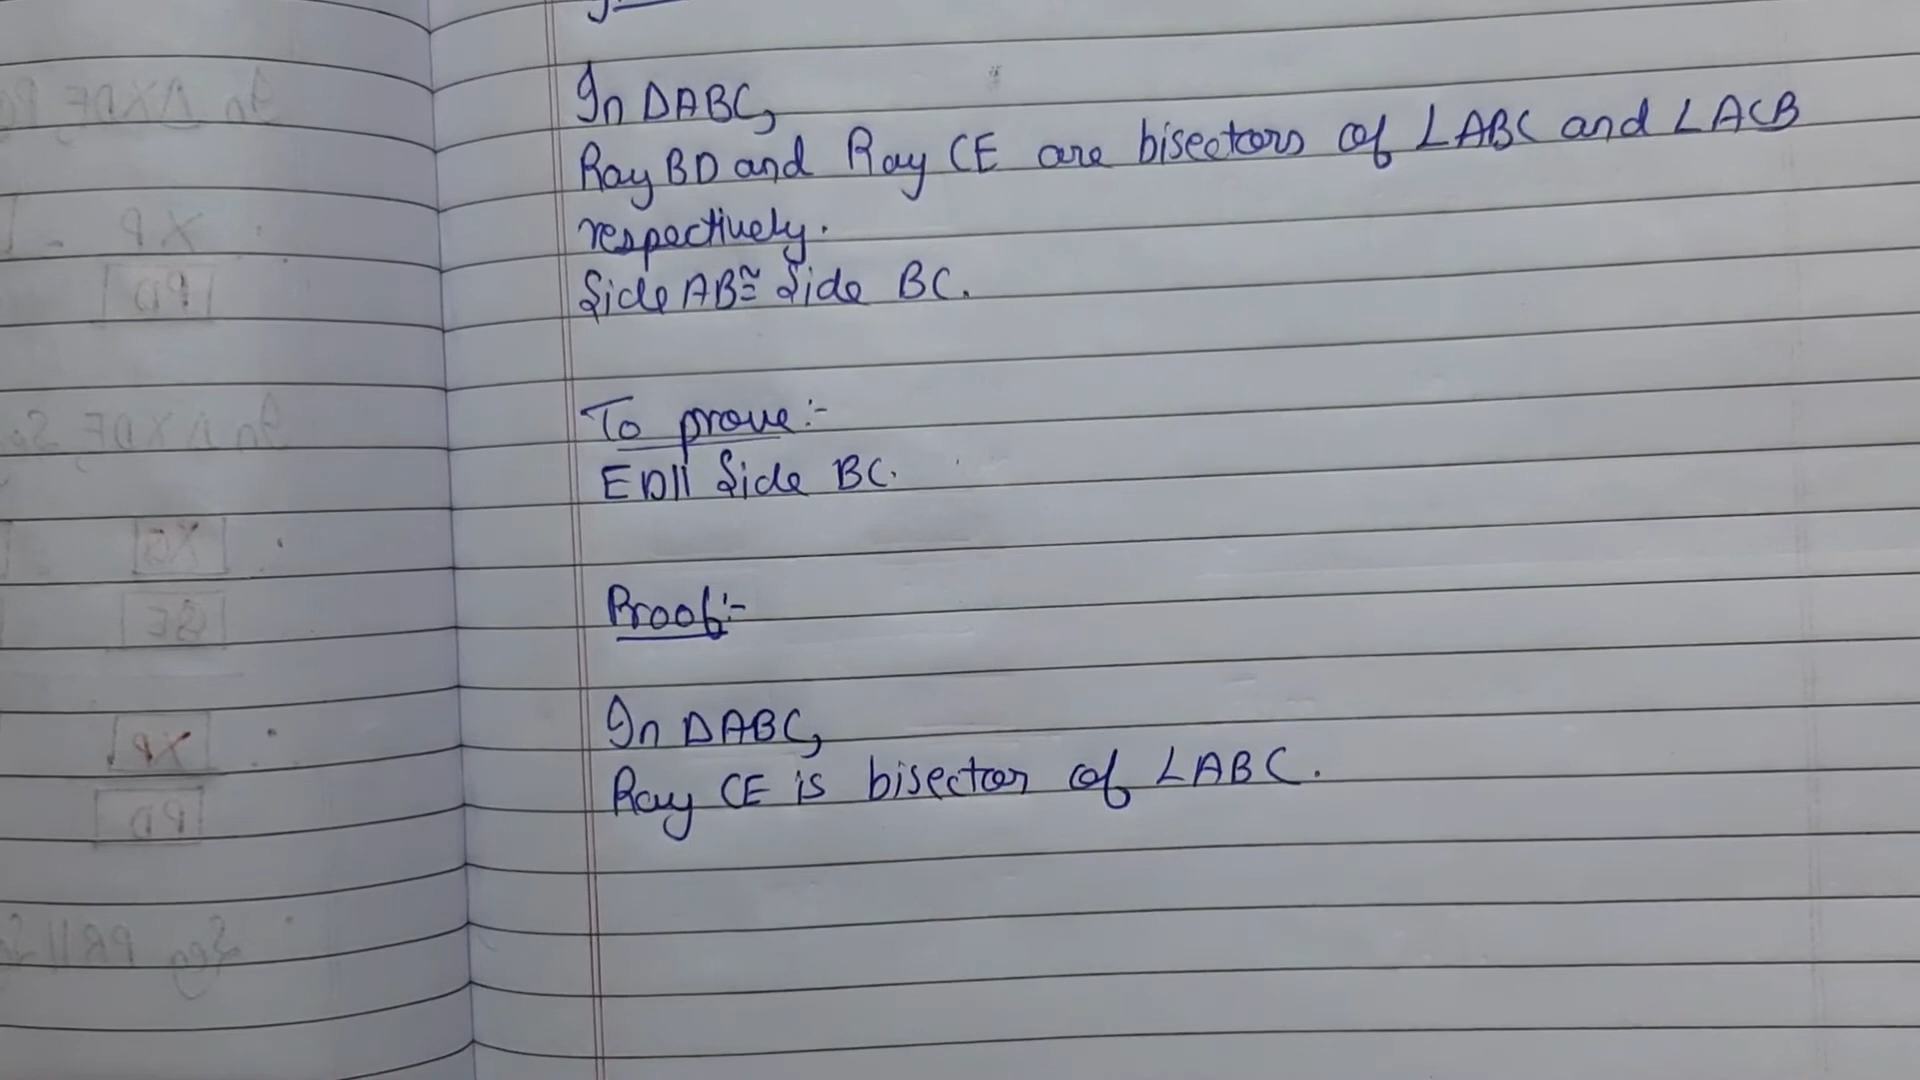 In ΔABC,
Ray BD and Ray CE are bisectors of ∠ABC and ∠ACB
respectively.
Side AB ≅ Side BC.
To prove:-
ED || Side BC.
Proof:-
In ΔABC,
Ray CE is bisector of ∠ABC.